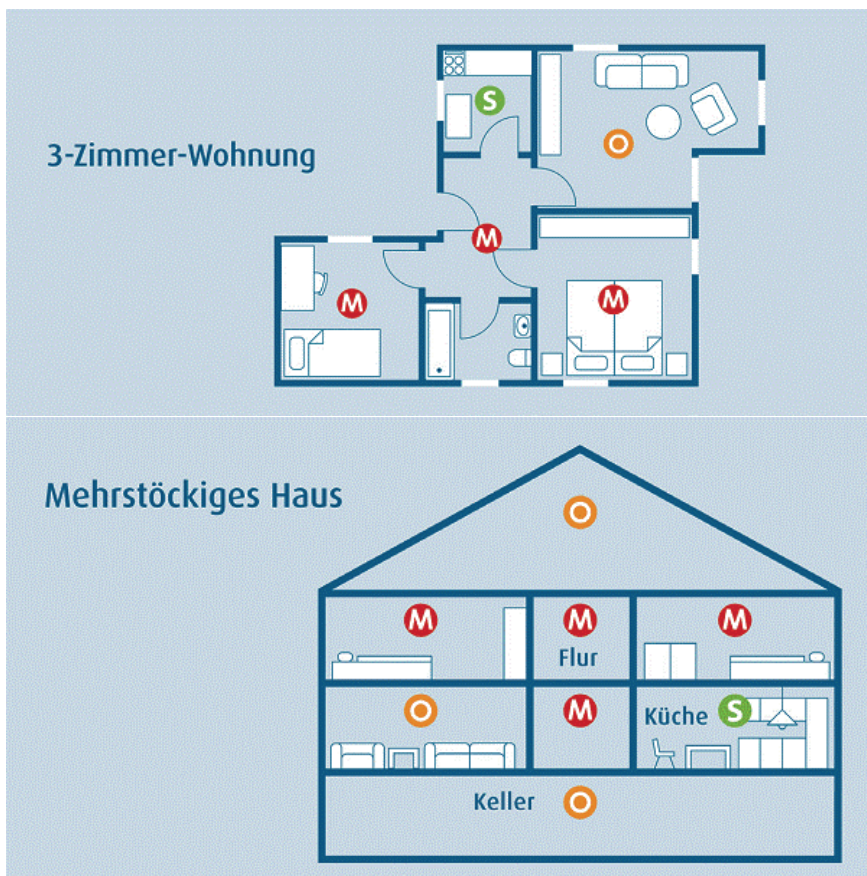 3-Zimmer-Wohnung
S
O
M
M
M
Mehrstöckiges Haus
O
M
M
M
Flur
O
M
Küche S
Keller O